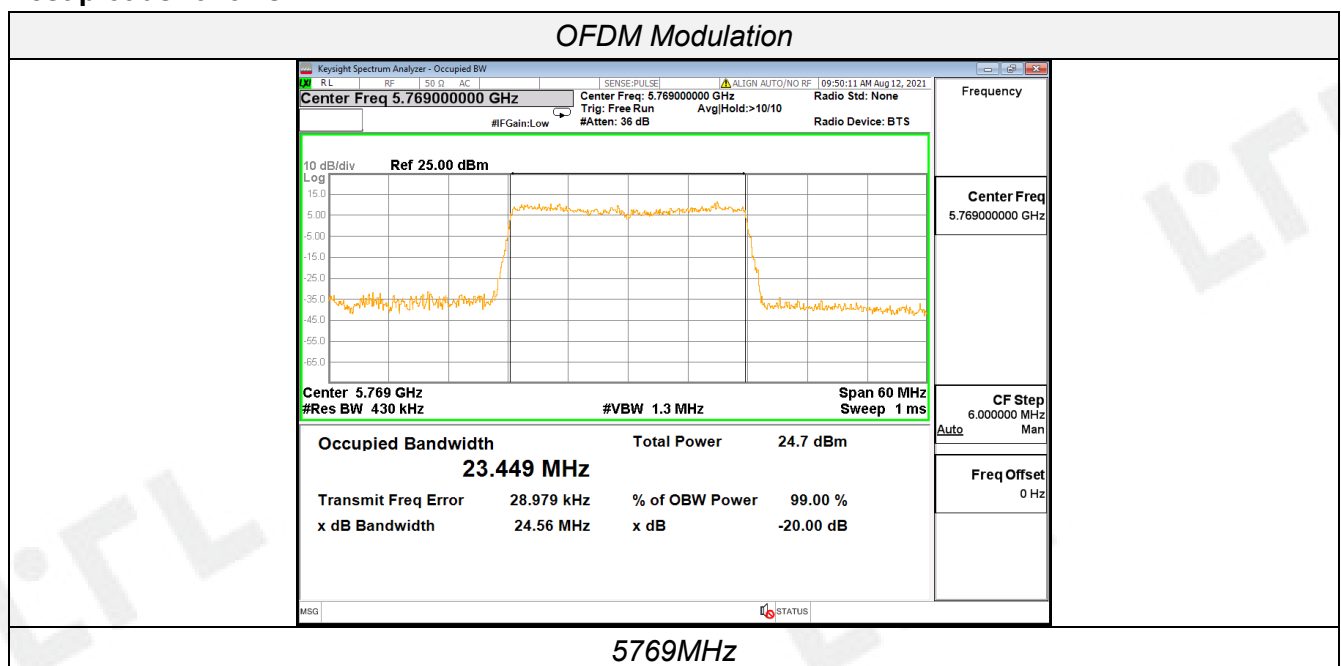 OFDM Modulation
Keysight Spectrum Analyzer - Occupied BW
RL RF 50 Ω AC SENSE:PULSE ALIGN AUTO/NO RF 09:50:11 AM Aug 12, 2021
Center Freq 5.769000000 GHz
Center Freq: 5.769000000 GHz Radio Std: None
Trig: Free Run Avg|Hold:>10/10
#IFGain:Low #Atten: 36 dB Radio Device: BTS
Frequency
10 dB/div Ref 25.00 dBm
Log
15.0
5.00
-5.00
-15.0
-25.0
-35.0
-45.0
-55.0
-65.0
Center Freq
5.769000000 GHz
Center 5.769 GHz Span 60 MHz
#Res BW 430 kHz #VBW 1.3 MHz Sweep 1 ms
CF Step
6.000000 MHz
Auto Man
Occupied Bandwidth Total Power 24.7 dBm
23.449 MHz
Transmit Freq Error 28.979 kHz % of OBW Power 99.00 %
x dB Bandwidth 24.56 MHz x dB -20.00 dB
Freq Offset
0 Hz
MSG STATUS
5769MHz